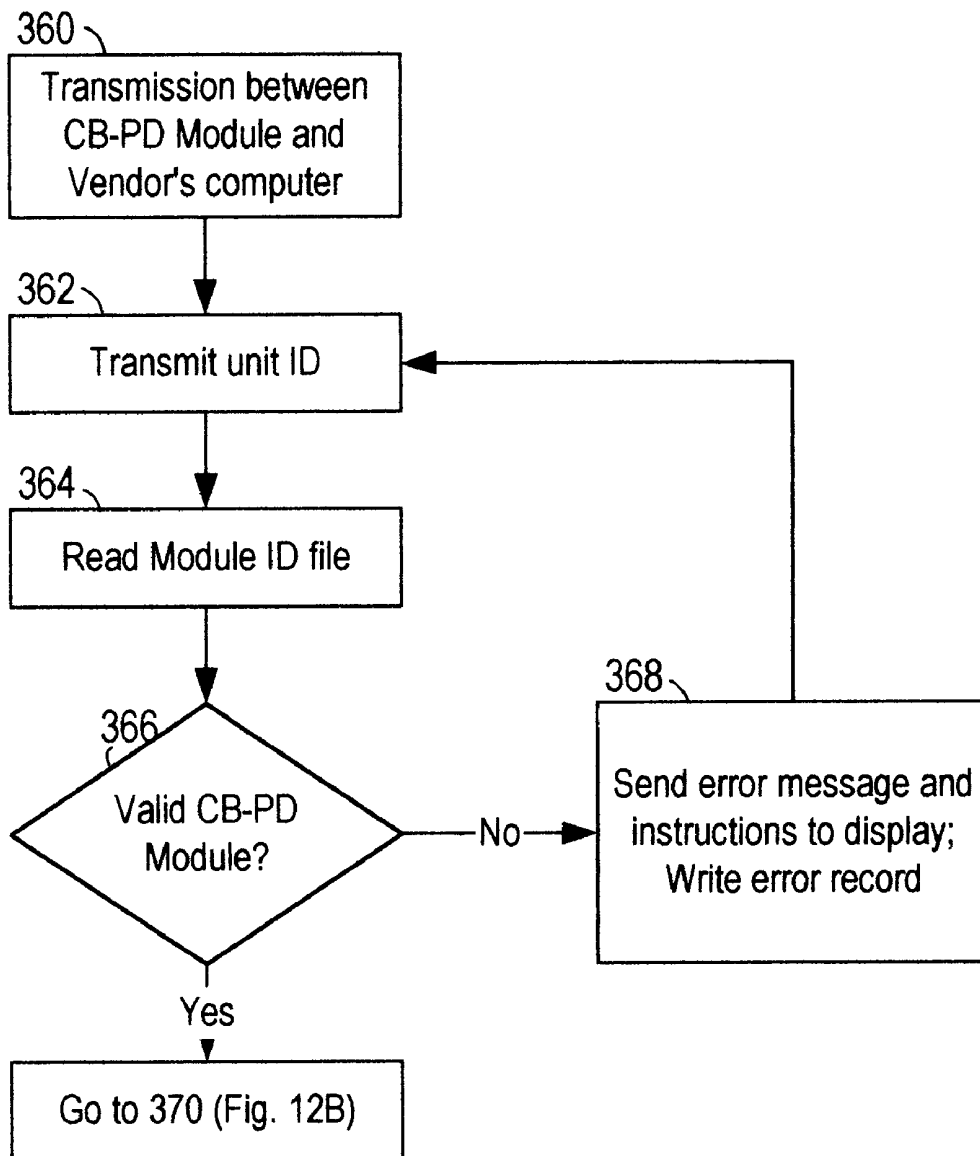 360
Transmission between
CB-PD Module and
Vendor's computer
362
Transmit unit ID
364
Read Module ID file
366
Valid CB-PD
Module?
No
368
Send error message and
instructions to display;
Write error record
Yes
Go to 370 (Fig. 12B)